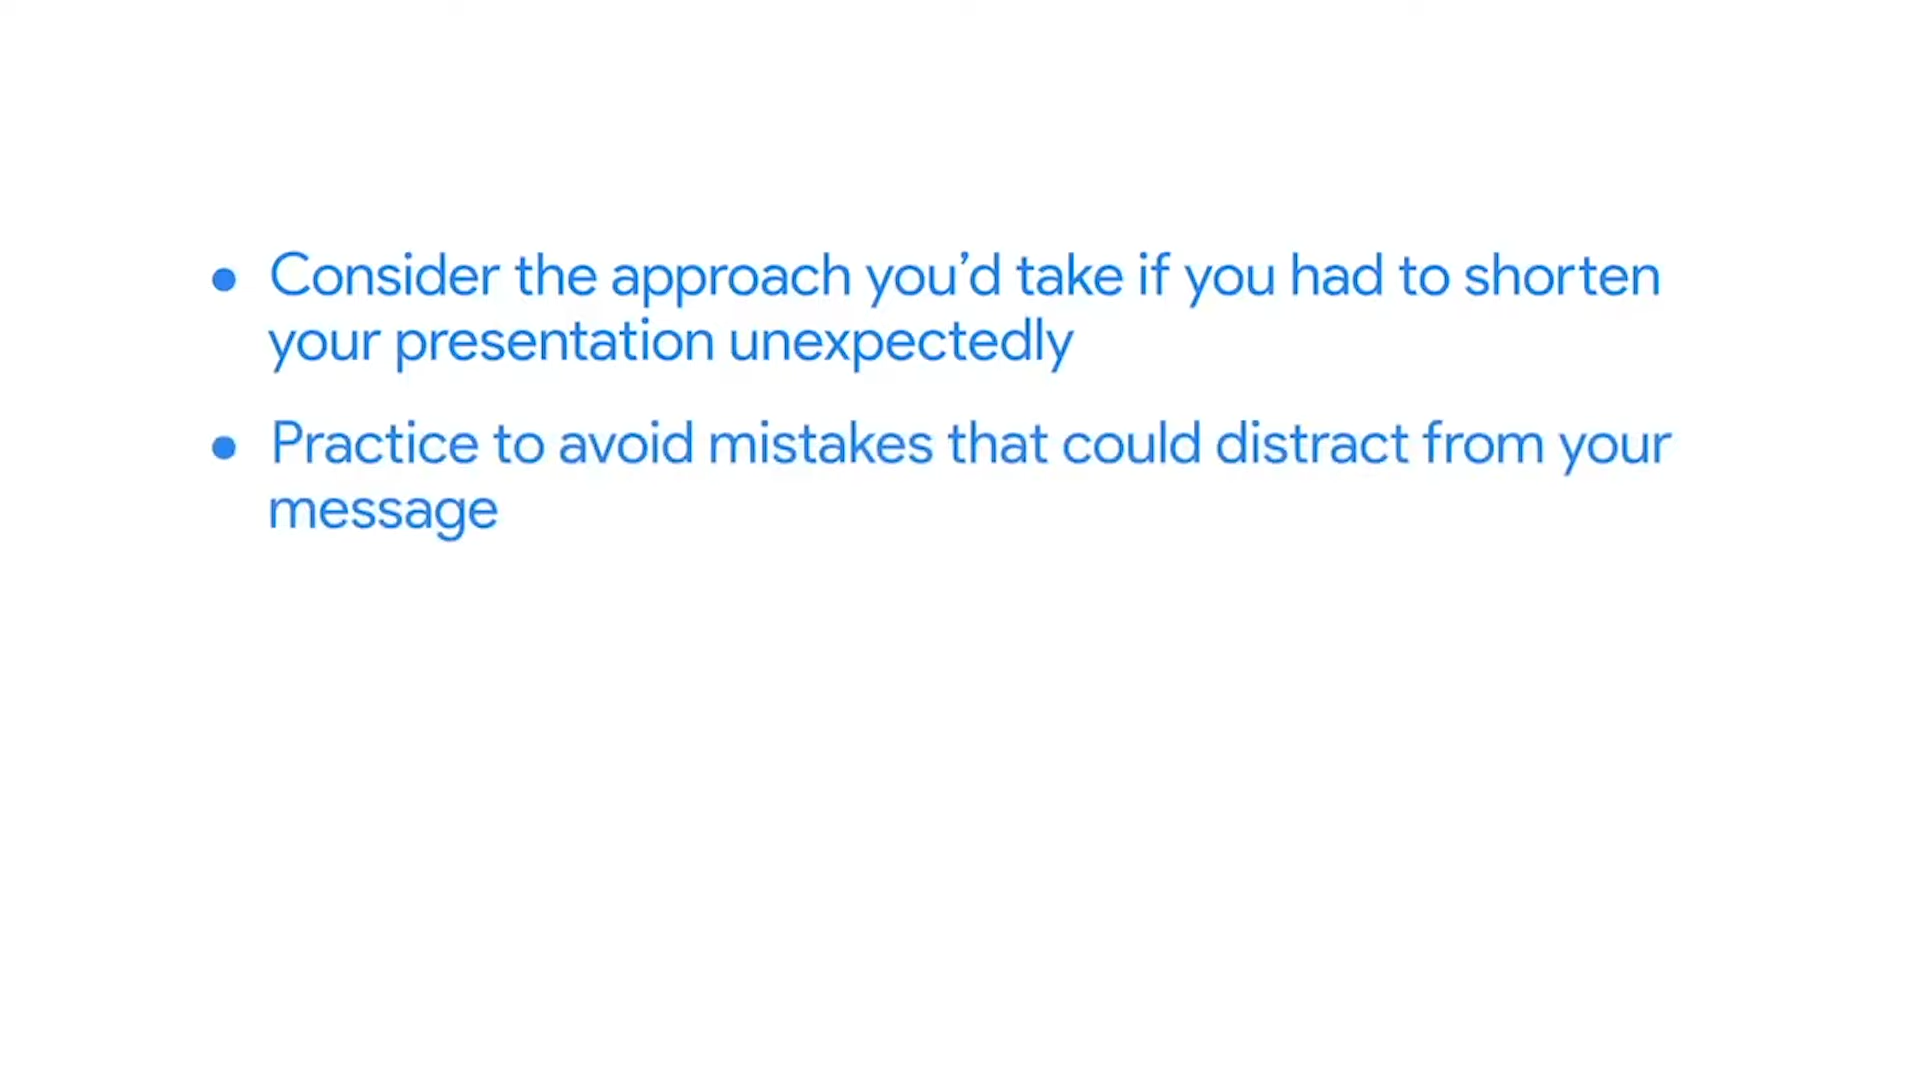 • Consider the approach you’d take if you had to shorten
your presentation unexpectedly
• Practice to avoid mistakes that could distract from your
message